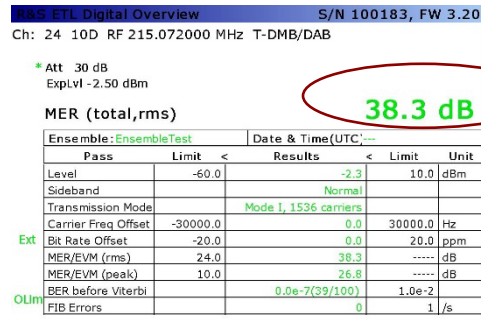 R&S ETL Digital Overview S/N 100183, FW 3.20
Ch: 24 10D RF 215.072000 MHz T-DMB/DAB
* Att 30 dB
ExpLvl -2.50 dBm
MER (total,rms) 38.3 dB
Ensemble: EnsembleTest Date & Time(UTC): ---
Pass Limit < Results < Limit Unit
Level -60.0 -2.3 10.0 dBm
Sideband Normal
Transmission Mode Mode I, 1536 carriers
Carrier Freq Offset -30000.0 0.0 30000.0 Hz
Ext Bit Rate Offset -20.0 0.0 20.0 ppm
MER/EVM (rms) 24.0 38.3 ----- dB
MER/EVM (peak) 10.0 26.8 ----- dB
BER before Viterbi 0.0e-7(39/100) 1.0e-2
OLim FIB Errors 0 1 /s